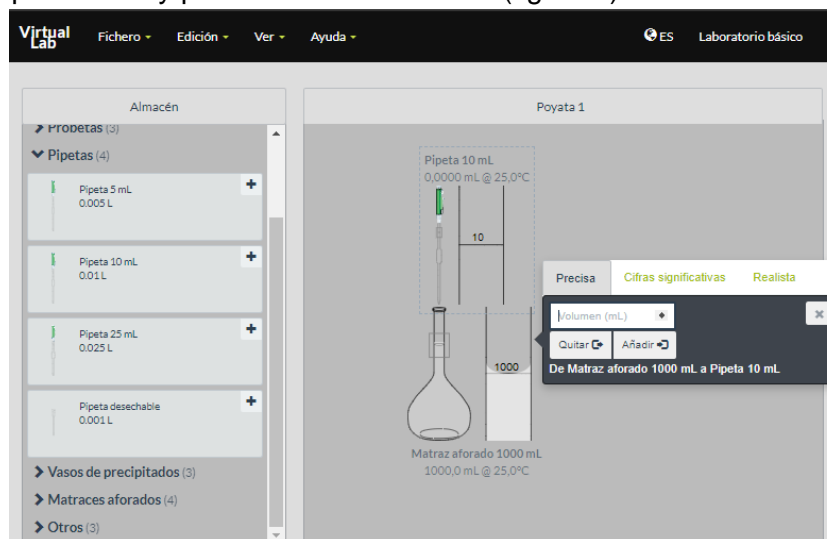 Virtual Lab Fichero Edición Ver Ayuda ES Laboratorio básico
Almacén
Probetas (3)
Pipetas (4)
Pipeta 5 mL
0.005 L
Pipeta 10 mL
0.01 L
Pipeta 25 mL
0.025 L
Pipeta desechable
0.001 L
Vasos de precipitados (3)
Matraces aforados (4)
Otros (3)
Poyata 1
Pipeta 10 mL
0,0000 mL @ 25,0ºC
10
1000
Matraz aforado 1000 mL
1000,0 mL @ 25,0ºC
Precisa Cifras significativas Realista
Volumen (mL)
Quitar Añadir
De Matraz aforado 1000 mL a Pipeta 10 mL